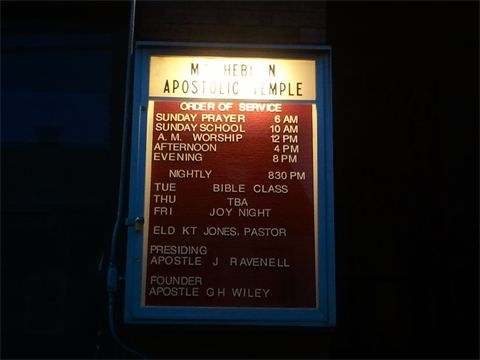 APOSTOLIC TEMPLE
ORDER OF SERVICE
SUNDAY PRAYER 6 AM
SUNDAY SCHOOL 10 AM
A. M. WORSHIP 12 PM
AFTERNOON 4 PM
EVENING 8 PM
NIGHTLY 830 PM
TUE BIBLE CLASS
THU TBA
FRI JOY NIGHT
ELD KT JONES, PASTOR
PRESIDING
APOSTLE J RAVENELL
FOUNDER
APOSTLE G H WILEY